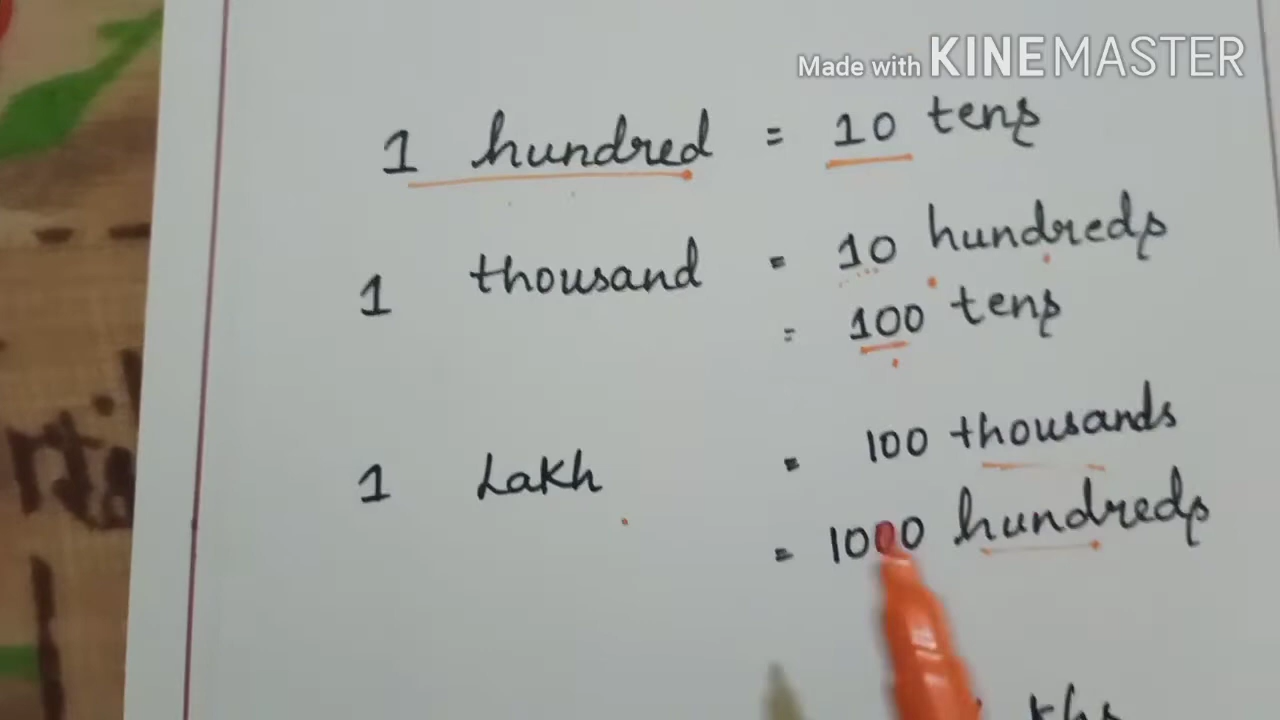 Made with KINEMASTER
1 hundred = 10 tens
1 thousand = 10 hundreds
= 100 tens
1 Lakh = 100 thousands
= 1000 hundreds